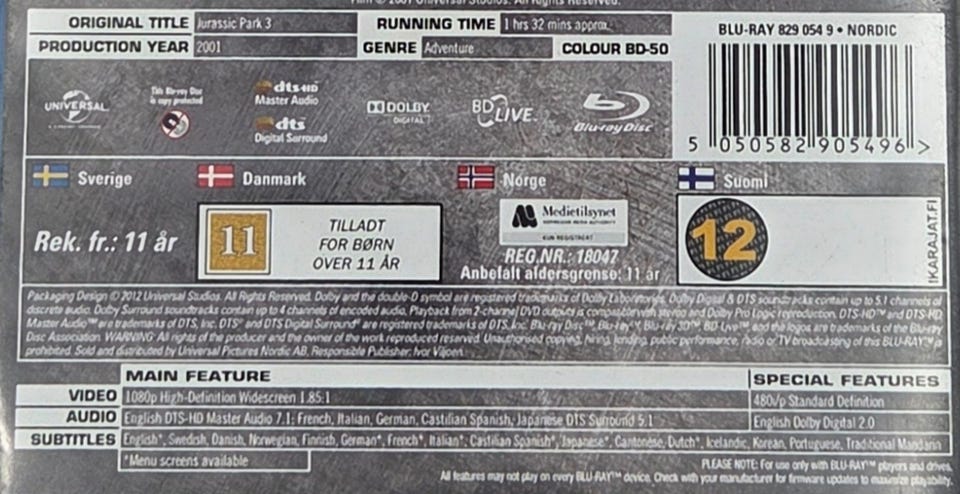 Film © 2001 Universal Studios. All Rights Reserved.
ORIGINAL TITLE Jurassic Park 3 RUNNING TIME 1 hrs 32 mins approx.
PRODUCTION YEAR 2001 GENRE Adventure COLOUR BD-50
BLU-RAY 829 054 9 • NORDIC
UNIVERSAL
This Blu-ray Disc
is copy protected
dts-HD
Master Audio
dts
Digital Surround
DOLBY
DIGITAL
BD LIVE™
Blu-ray Disc
5 050582 905496 >
Sverige Danmark Norge Suomi
Rek. fr.: 11 år
11
TILLADT
FOR BØRN
OVER 11 ÅR
Medietilsynet
NORWEGIAN MEDIA AUTHORITY
KUN REGISTRERT
REG.NR.: 18047
Anbefalt aldersgrense: 11 år
12
IKARAJAT.FI
Packaging Design © 2012 Universal Studios. All Rights Reserved. Dolby and the double-D symbol are registered trademarks of Dolby Laboratories. Dolby Digital & DTS soundtracks contain up to 5.1 channels of
discrete audio. Dolby Surround soundtracks contain up to 4 channels of encoded audio. Playback from 2-channel DVD outputs is compatible with stereo and Dolby Pro Logic reproduction. DTS-HD™ and DTS-HD
Master Audio™ are trademarks of DTS, Inc. DTS® and DTS Digital Surround® are registered trademarks of DTS, Inc. Blu-ray Disc™, Blu-ray™, Blu-ray 3D™, BD-Live™ and the logos are trademarks of the Blu-ray
Disc Association. WARNING: All rights of the producer and the owner of the work reproduced reserved. Unauthorised copying, hiring, lending, public performance, radio or TV broadcasting of this BLU-RAY™ is
prohibited. Sold and distributed by Universal Pictures Nordic AB, Responsible Publisher: Ivor Viljoen.
MAIN FEATURE SPECIAL FEATURES
VIDEO 1080p High-Definition Widescreen 1.85:1 480i/p Standard Definition
AUDIO English DTS-HD Master Audio 7.1; French, Italian, German, Castilian Spanish, Japanese DTS Surround 5.1 English Dolby Digital 2.0
SUBTITLES English*, Swedish, Danish, Norwegian, Finnish, German*, French*, Italian*, Castilian Spanish*, Japanese*, Cantonese, Dutch*, Icelandic, Korean, Portuguese, Traditional Mandarin
*Menu screens available
PLEASE NOTE: For use only with BLU-RAY™ players and drives.
All features may not play on every BLU-RAY™ device. Check with your manufacturer for firmware updates to maximize playability.